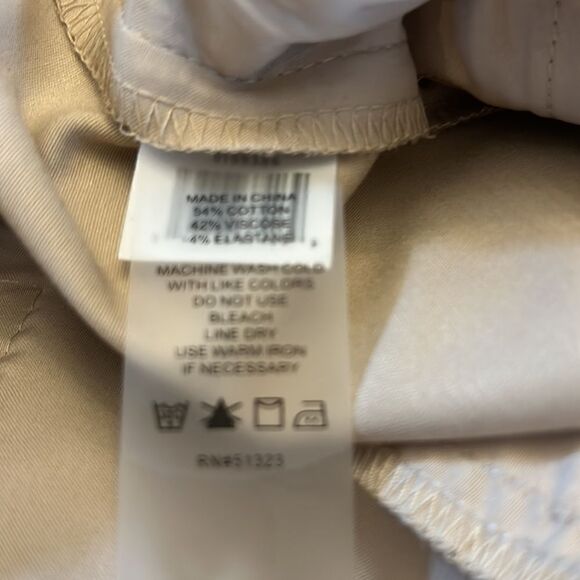 MADE IN CHINA
54% COTTON
42% VISCOSE
4% ELASTANE
MACHINE WASH COLD
WITH LIKE COLORS
DO NOT USE
BLEACH
LINE DRY
USE WARM IRON
IF NECESSARY
RN#51323